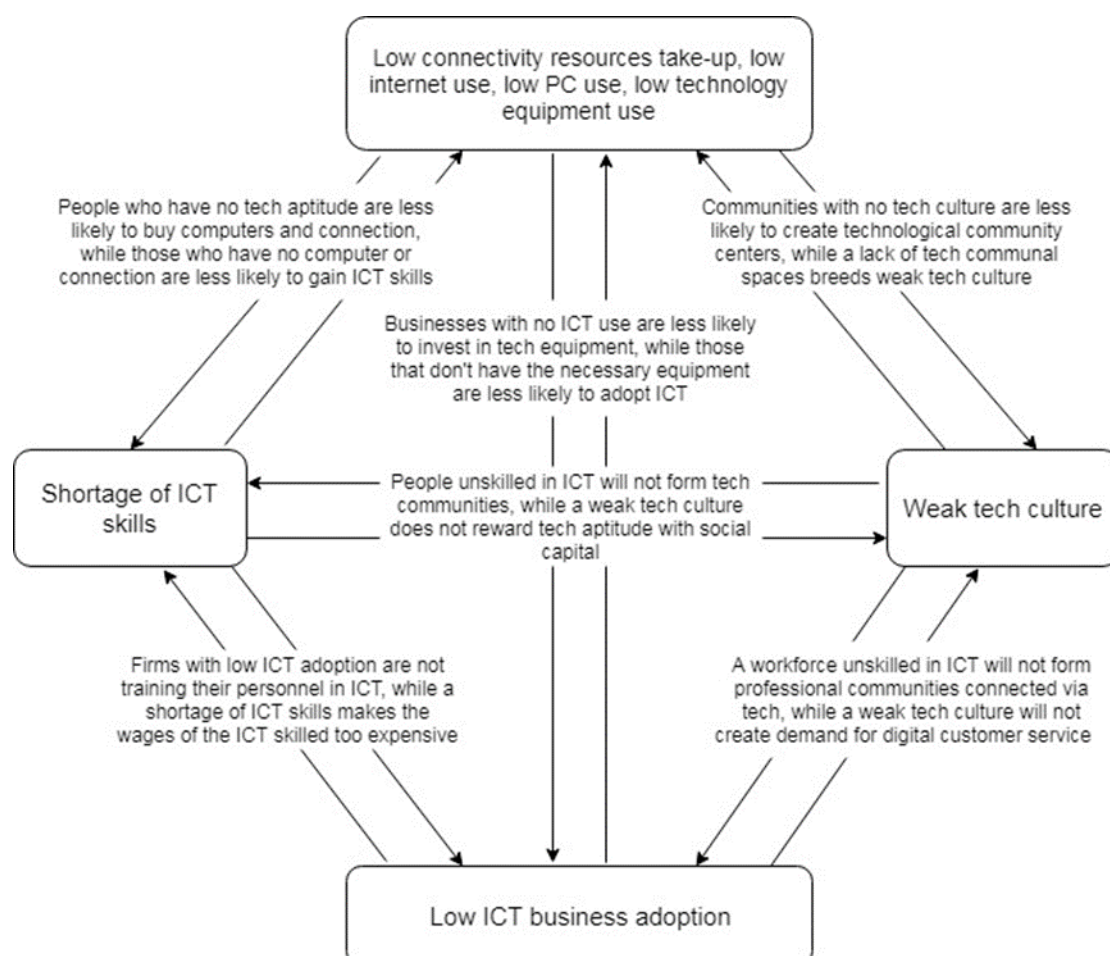 Low connectivity resources take-up, low
internet use, low PC use, low technology
equipment use
People who have no tech aptitude are less
likely to buy computers and connection,
while those who have no computer or
connection are less likely to gain ICT skills
Communities with no tech culture are less
likely to create technological community
centers, while a lack of tech communal
spaces breeds weak tech culture
Businesses with no ICT use are less likely
to invest in tech equipment, while those
that don't have the necessary equipment
are less likely to adopt ICT
Shortage of ICT
skills
People unskilled in ICT will not form tech
communities, while a weak tech culture
does not reward tech aptitude with social
capital
Weak tech culture
Firms with low ICT adoption are not
training their personnel in ICT, while a
shortage of ICT skills makes the
wages of the ICT skilled too expensive
A workforce unskilled in ICT will not form
professional communities connected via
tech, while a weak tech culture will not
create demand for digital customer service
Low ICT business adoption